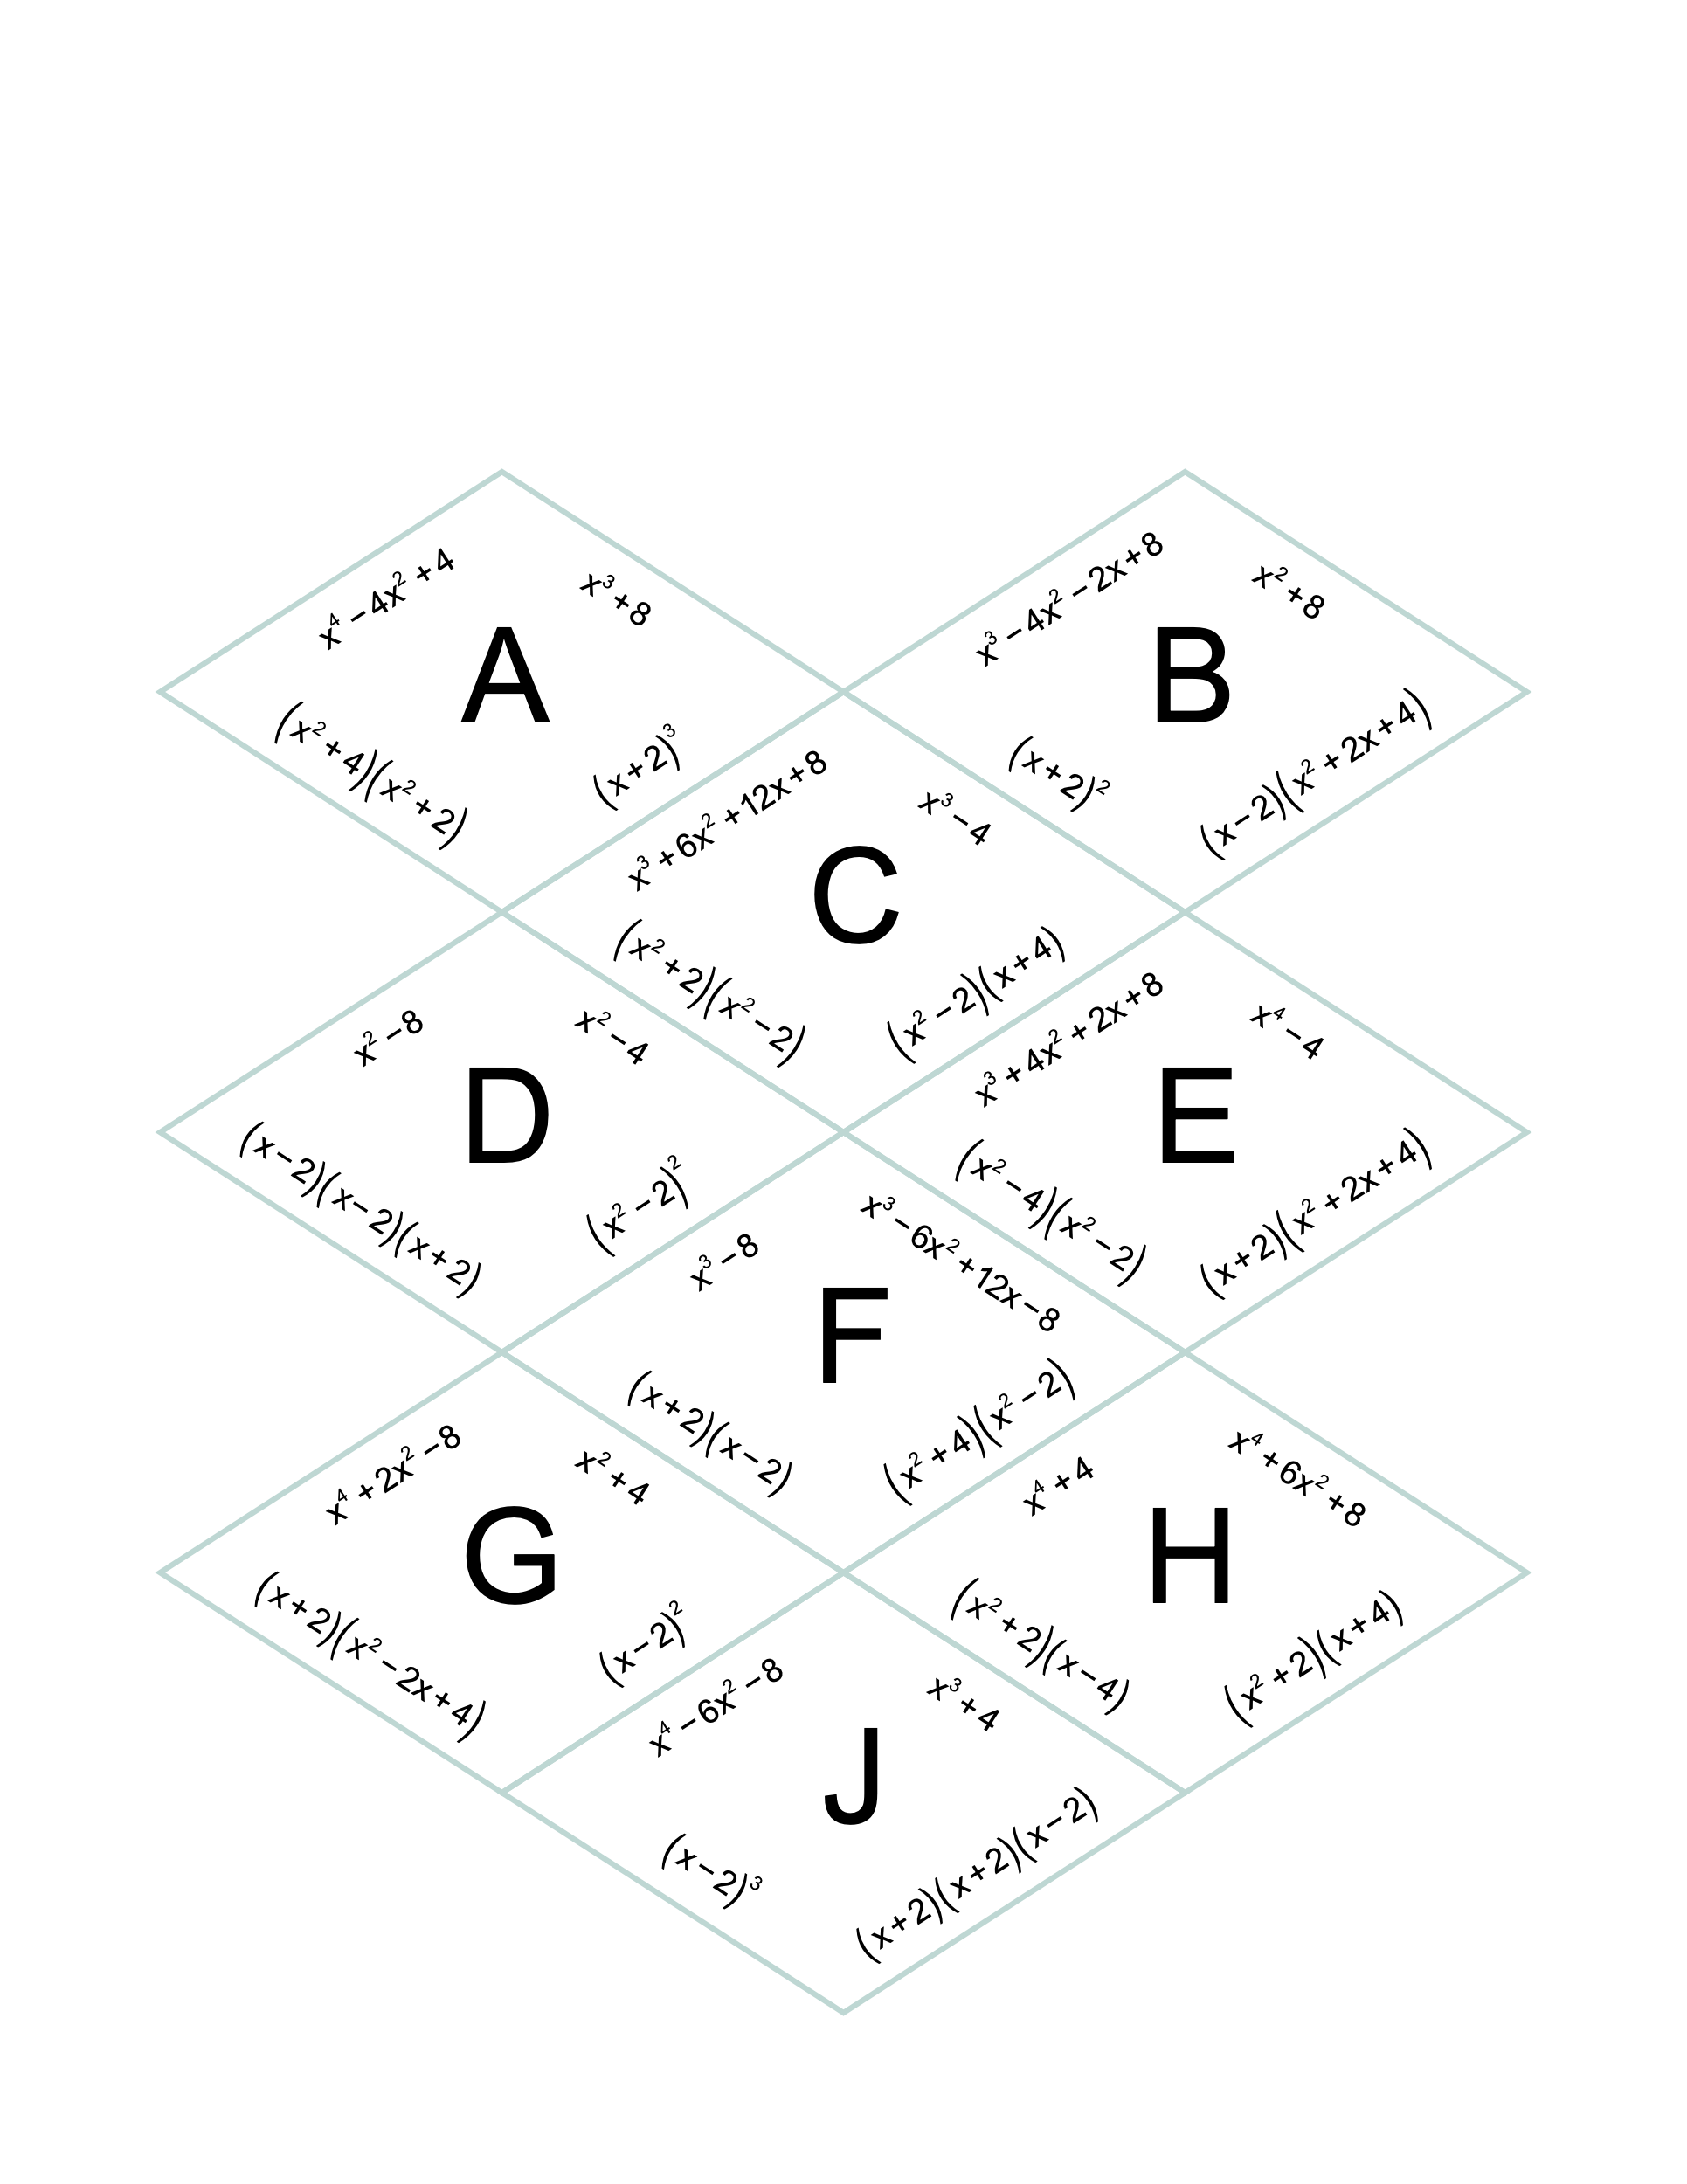 x⁴ − 4x² + 4
x³ + 8
A
(x² + 4)(x² + 2)
(x + 2)³
x³ − 4x² − 2x + 8
x² + 8
B
(x + 2)²
(x − 2)(x² + 2x + 4)
x³ + 6x² + 12x + 8
x³ − 4
C
(x² + 2)(x² − 2)
(x² − 2)(x + 4)
x² − 8
x² − 4
D
(x − 2)(x − 2)(x + 2)
(x² − 2)²
x³ + 4x² + 2x + 8
x⁴ − 4
E
(x² − 4)(x² − 2)
(x + 2)(x² + 2x + 4)
x³ − 8
x³ − 6x² + 12x − 8
F
(x + 2)(x − 2)
(x² + 4)(x² − 2)
x⁴ + 2x² − 8
x² + 4
G
(x + 2)(x² − 2x + 4)
(x − 2)²
x⁴ + 4
x⁴ + 6x² + 8
H
(x² + 2)(x − 4)
(x² + 2)(x + 4)
x⁴ − 6x² − 8
x³ + 4
J
(x − 2)³
(x + 2)(x + 2)(x − 2)